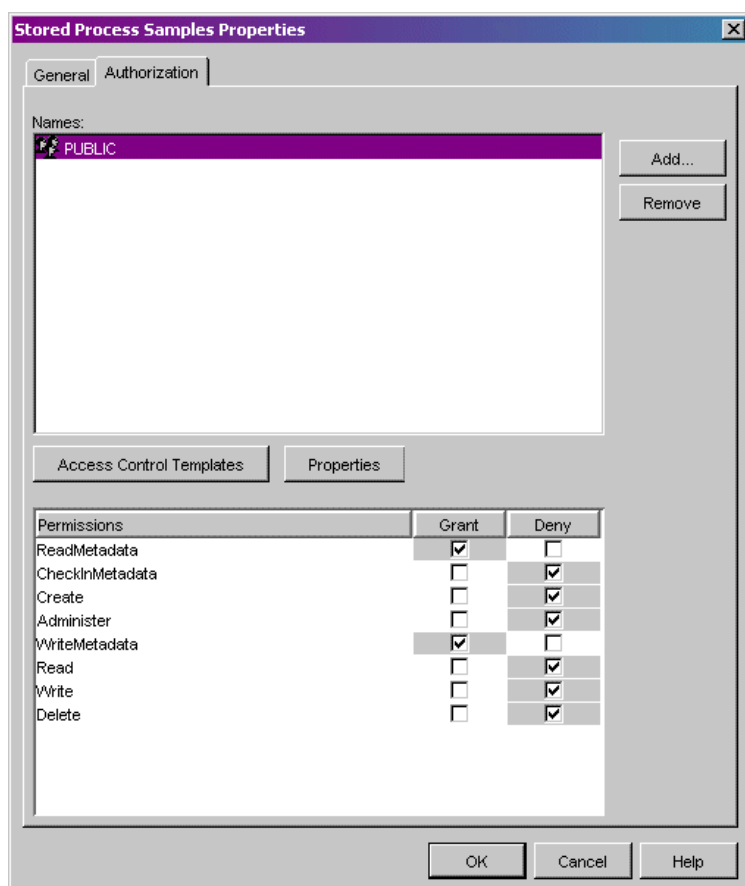 Stored Process Samples Properties
General Authorization
Names:
PUBLIC
Add...
Remove
Access Control Templates Properties
Permissions Grant Deny
ReadMetadata
CheckInMetadata
Create
Administer
WriteMetadata
Read
Write
Delete
OK Cancel Help